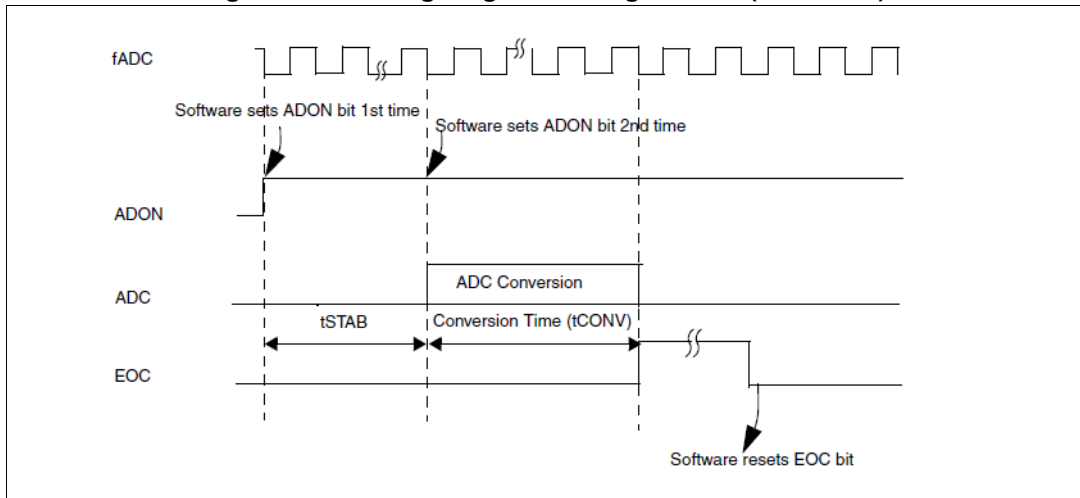 fADC
Software sets ADON bit 1st time
Software sets ADON bit 2nd time
ADON
ADC
ADC Conversion
tSTAB
Conversion Time (tCONV)
EOC
Software resets EOC bit